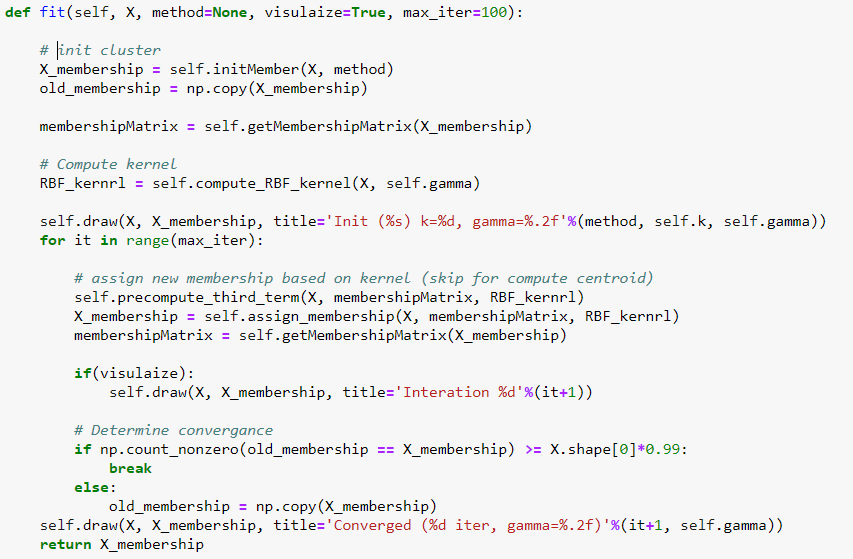 def fit(self, X, method=None, visulaize=True, max_iter=100):
# init cluster
X_membership = self.initMember(X, method)
old_membership = np.copy(X_membership)
membershipMatrix = self.getMembershipMatrix(X_membership)
# Compute kernel
RBF_kernrl = self.compute_RBF_kernel(X, self.gamma)
self.draw(X, X_membership, title='Init (%s) k=%d, gamma=%.2f'%(method, self.k, self.gamma))
for it in range(max_iter):
# assign new membership based on kernel (skip for compute centroid)
self.precompute_third_term(X, membershipMatrix, RBF_kernrl)
X_membership = self.assign_membership(X, membershipMatrix, RBF_kernrl)
membershipMatrix = self.getMembershipMatrix(X_membership)
if(visulaize):
self.draw(X, X_membership, title='Interation %d'%(it+1))
# Determine convergance
if np.count_nonzero(old_membership == X_membership) >= X.shape[0]*0.99:
break
else:
old_membership = np.copy(X_membership)
self.draw(X, X_membership, title='Converged (%d iter, gamma=%.2f)'%(it+1, self.gamma))
return X_membership